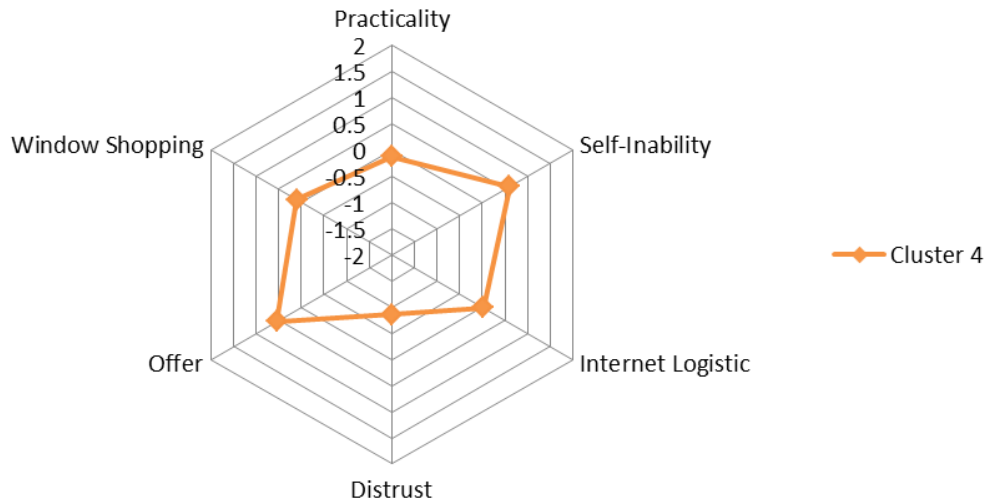 Practicality
2
1.5
1
0.5
0
-0.5
-1
-1.5
-2
Window Shopping
Self-Inability
Cluster 4
Offer
Internet Logistic
Distrust